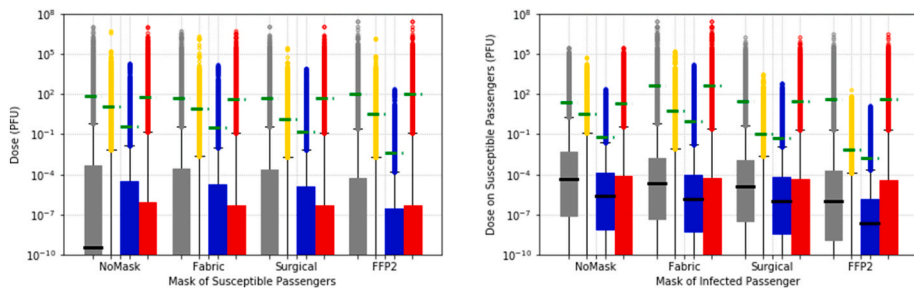 Dose (PFU)
10^8
10^5
10^2
10^-1
10^-4
10^-7
10^-10
NoMask Fabric Surgical FFP2
Mask of Susceptible Passengers
Dose on Susceptible Passengers (PFU)
10^8
10^5
10^2
10^-1
10^-4
10^-7
10^-10
NoMask Fabric Surgical FFP2
Mask of Infected Passenger